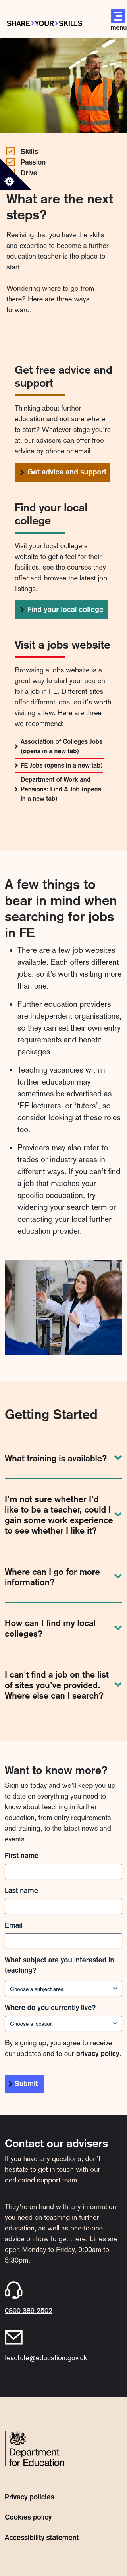 SHARE>YOUR>SKILLS
menu
Skills
Passion
Drive
What are the next
steps?
Realising that you have the skills
and expertise to become a further
education teacher is the place to
start.
Wondering where to go from
here? Here are three ways
forward.
Get free advice and
support
Thinking about further
education and not sure where
to start? Whatever stage you're
at, our advisers can offer free
advice by phone or email.
Get advice and support
Find your local
college
Visit your local college's
website to get a feel for their
facilities, see the courses they
offer and browse the latest job
listings.
Find your local college
Visit a jobs website
Browsing a jobs website is a
great way to start your search
for a job in FE. Different sites
offer different jobs, so it's worth
visiting a few. Here are three
we recommend:
Association of Colleges Jobs
(opens in a new tab)
FE Jobs (opens in a new tab)
Department of Work and
Pensions: Find A Job (opens
in a new tab)
A few things to
bear in mind when
searching for jobs
in FE
There are a few job websites
available. Each offers different
jobs, so it's worth visiting more
than one.
Further education providers
are independent organisations,
so they can set their own entry
requirements and benefit
packages.
Teaching vacancies within
further education may
sometimes be advertised as
'FE lecturers' or 'tutors', so
consider looking at these roles
too.
Providers may also refer to
tutor or industry areas in
different ways. If you can't find
a job that matches your
specific occupation, try
widening your search term or
contacting your local further
education provider.
Getting Started
What training is available?
I'm not sure whether I'd
like to be a teacher, could I
gain some work experience
to see whether I like it?
Where can I go for more
information?
How can I find my local
colleges?
I can't find a job on the list
of sites you've provided.
Where else can I search?
Want to know more?
Sign up today and we'll keep you up
to date on everything you need to
know about teaching in further
education, from entry requirements
and training, to the latest news and
events.
First name
Last name
Email
What subject are you interested in
teaching?
Choose a subject area
Where do you currently live?
Choose a location
By signing up, you agree to receive
our updates and to our privacy policy.
Submit
Contact our advisers
If you have any questions, don't
hesitate to get in touch with our
dedicated support team.
They're on hand with any information
you need on teaching in further
education, as well as one-to-one
advice on how to get there. Lines are
open Monday to Friday, 9:00am to
5:30pm.
0800 389 2502
teach.fe@education.gov.uk
Department
for Education
Privacy policies
Cookies policy
Accessibility statement